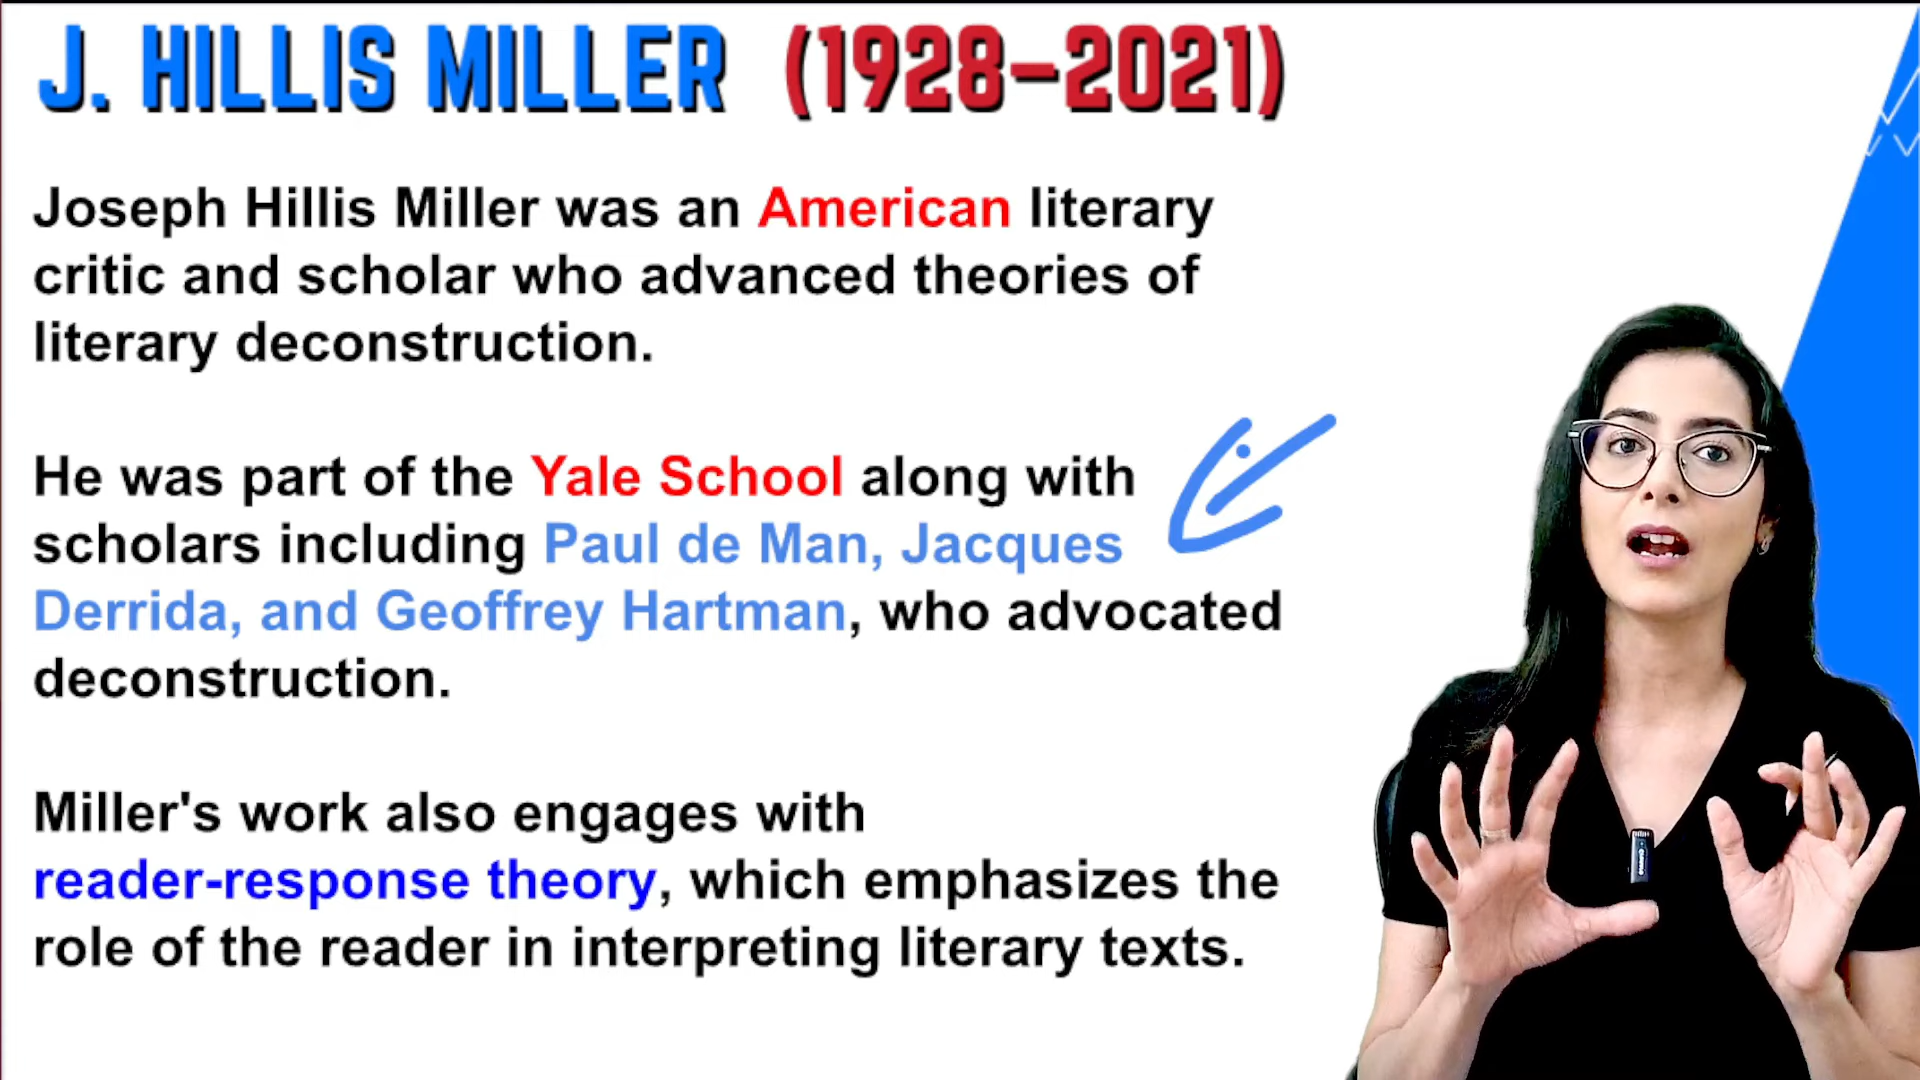 J. HILLIS MILLER (1928–2021)
Joseph Hillis Miller was an American literary
critic and scholar who advanced theories of
literary deconstruction.
He was part of the Yale School along with
scholars including Paul de Man, Jacques
Derrida, and Geoffrey Hartman, who advocated
deconstruction.
Miller's work also engages with
reader-response theory, which emphasizes the
role of the reader in interpreting literary texts.